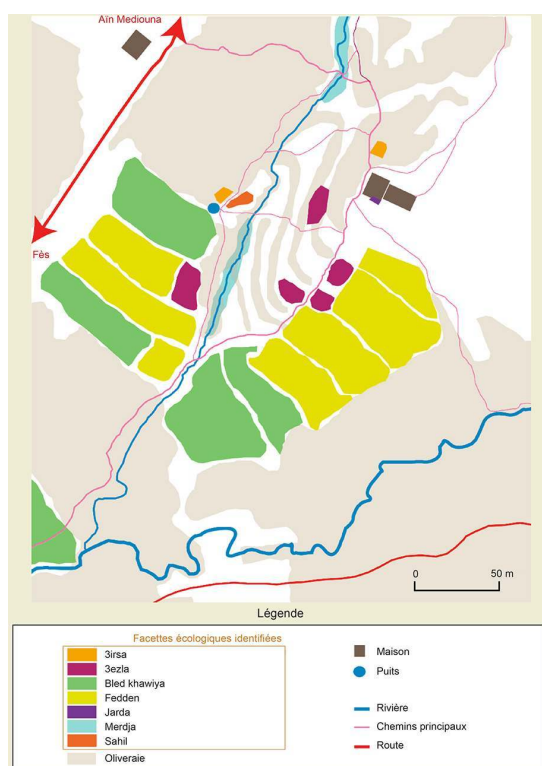 Aïn Mediouna
Fès
0 50 m
Légende
Facettes écologiques identifiées
3irsa
3ezla
Bled khawiya
Fedden
Jarda
Merdja
Sahil
Oliveraie
Maison
Puits
Rivière
Chemins principaux
Route